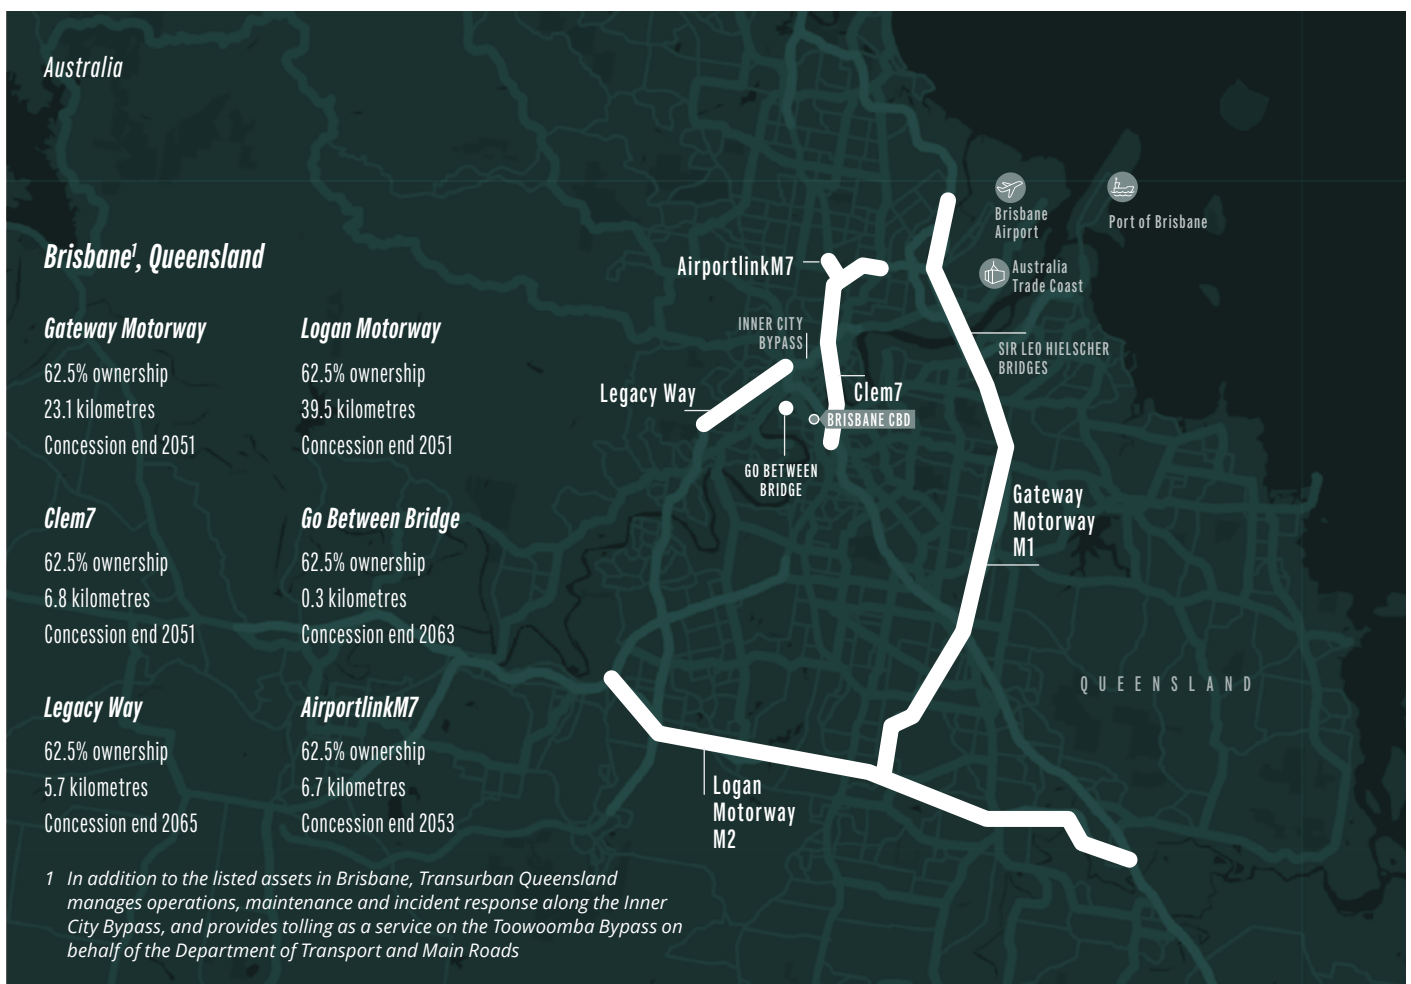 Australia
Brisbane1, Queensland
Gateway Motorway
62.5% ownership
23.1 kilometres
Concession end 2051
Logan Motorway
62.5% ownership
39.5 kilometres
Concession end 2051
Clem7
62.5% ownership
6.8 kilometres
Concession end 2051
Go Between Bridge
62.5% ownership
0.3 kilometres
Concession end 2063
Legacy Way
62.5% ownership
5.7 kilometres
Concession end 2065
AirportlinkM7
62.5% ownership
6.7 kilometres
Concession end 2053
1 In addition to the listed assets in Brisbane, Transurban Queensland
manages operations, maintenance and incident response along the Inner
City Bypass, and provides tolling as a service on the Toowoomba Bypass on
behalf of the Department of Transport and Main Roads
Brisbane
Airport
Port of Brisbane
Australia
Trade Coast
AirportlinkM7
INNER CITY
BYPASS
SIR LEO HIELSCHER
BRIDGES
Legacy Way
Clem7
BRISBANE CBD
GO BETWEEN
BRIDGE
Gateway
Motorway
M1
QUEENSLAND
Logan
Motorway
M2